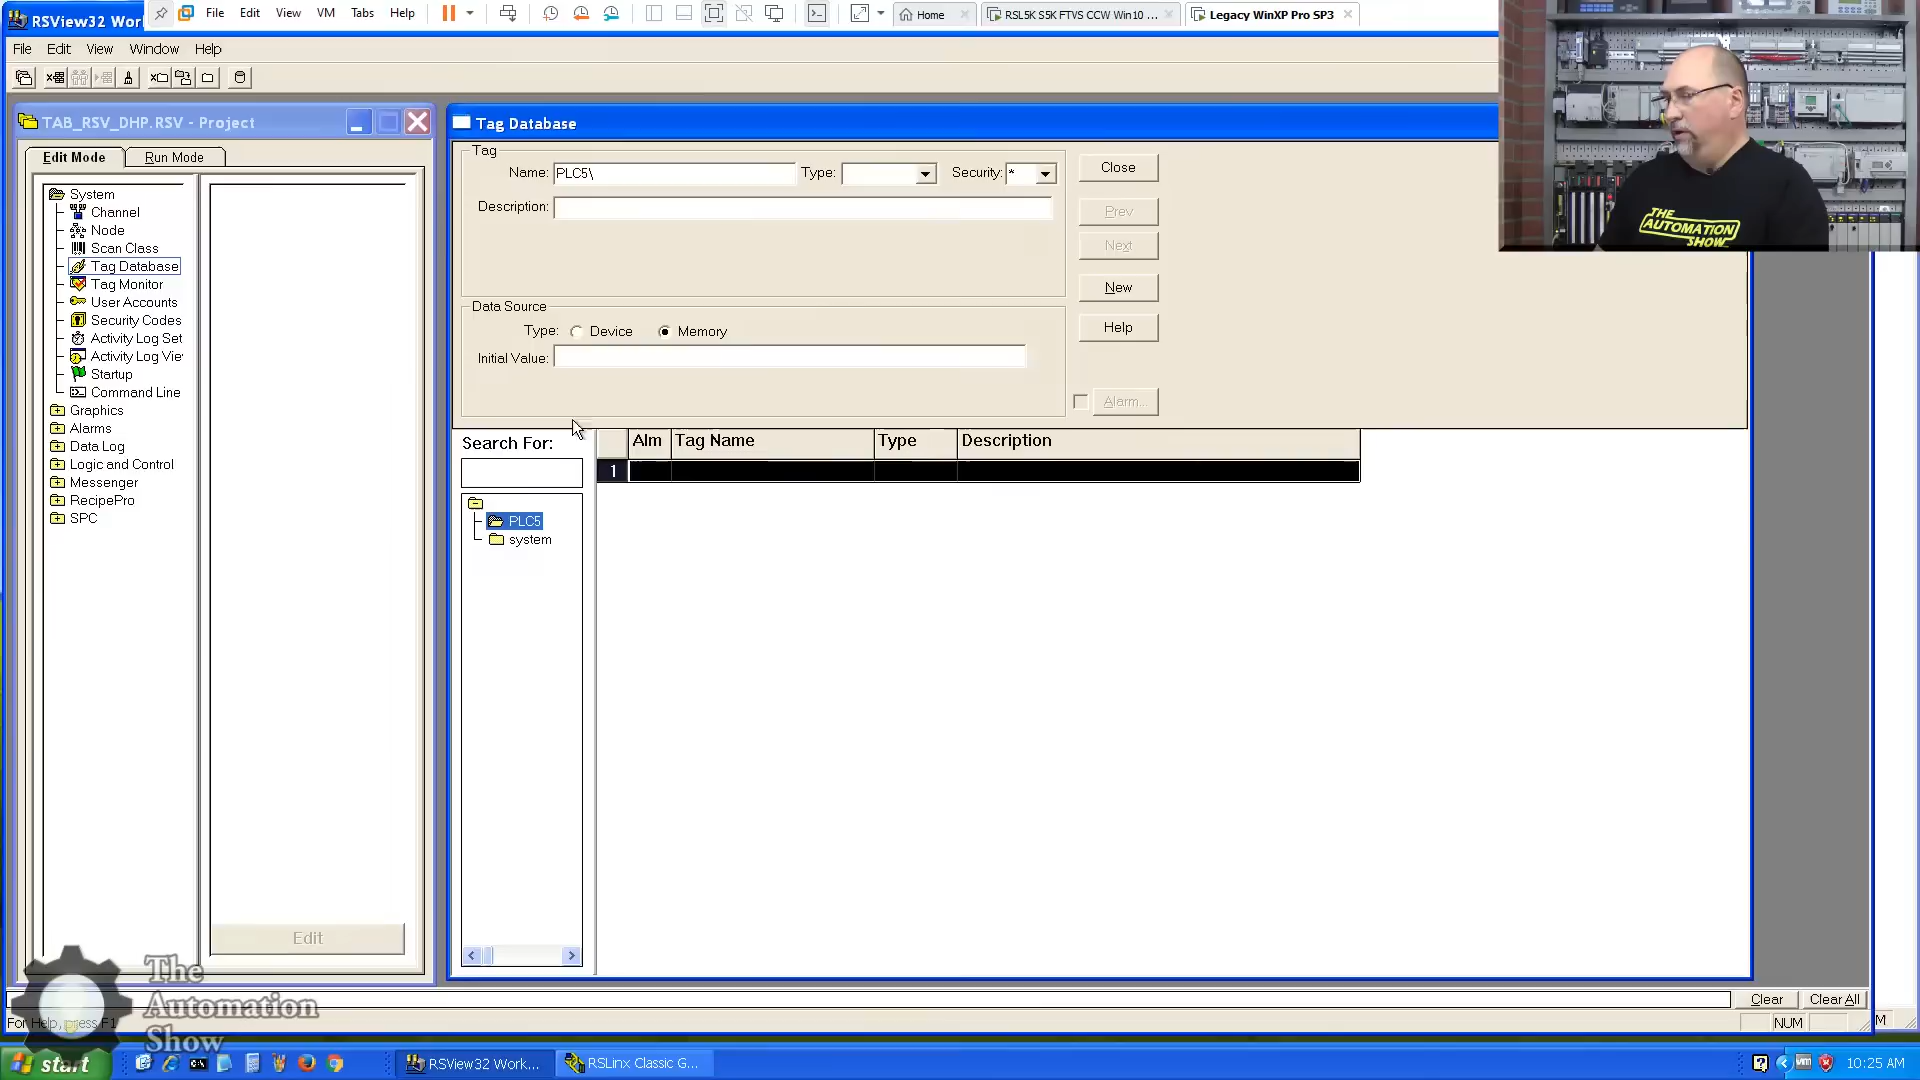 RSView32 Worl
File Edit View VM Tabs Help
Home
RSL5K S5K FTVS CCW Win10 ...
Legacy WinXP Pro SP3
File Edit View Window Help
TAB_RSV_DHP.RSV - Project
Edit Mode
Run Mode
System
Channel
Node
Scan Class
Tag Database
Tag Monitor
User Accounts
Security Codes
Activity Log Set
Activity Log Vie
Startup
Command Line
Graphics
Alarms
Data Log
Logic and Control
Messenger
RecipePro
SPC
Edit
Tag Database
Tag
Name: PLC5\ Type: Security: *
Description:
Close
Prev
Next
New
Help
Data Source
Type: Device Memory
Initial Value:
Alarm...
Search For:
Alm Tag Name Type Description
1
PLC5
system
THE
AUTOMATION
SHOW
The
Automation
Show
Clear Clear All
For Help, press F1
NUM
M
start
RSView32 Work...
RSLinx Classic G...
10:25 AM